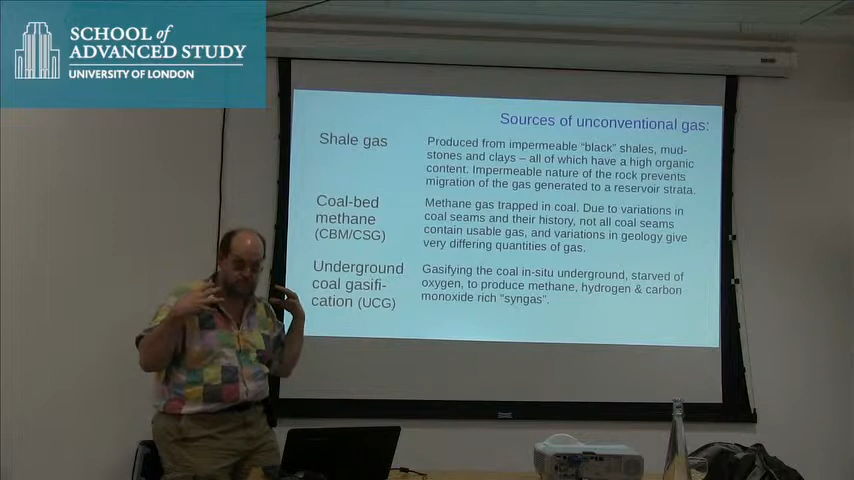 SCHOOL of
ADVANCED STUDY
UNIVERSITY OF LONDON
Sources of unconventional gas:
Shale gas
Produced from impermeable “black” shales, mud-
stones and clays – all of which have a high organic
content. Impermeable nature of the rock prevents
migration of the gas generated to a reservoir strata.
Coal-bed
methane
(CBM/CSG)
Methane gas trapped in coal. Due to variations in
coal seams and their history, not all coal seams
contain usable gas, and variations in geology give
very differing quantities of gas.
Underground
coal gasifi-
cation (UCG)
Gasifying the coal in-situ underground, starved of
oxygen, to produce methane, hydrogen & carbon
monoxide rich “syngas”.